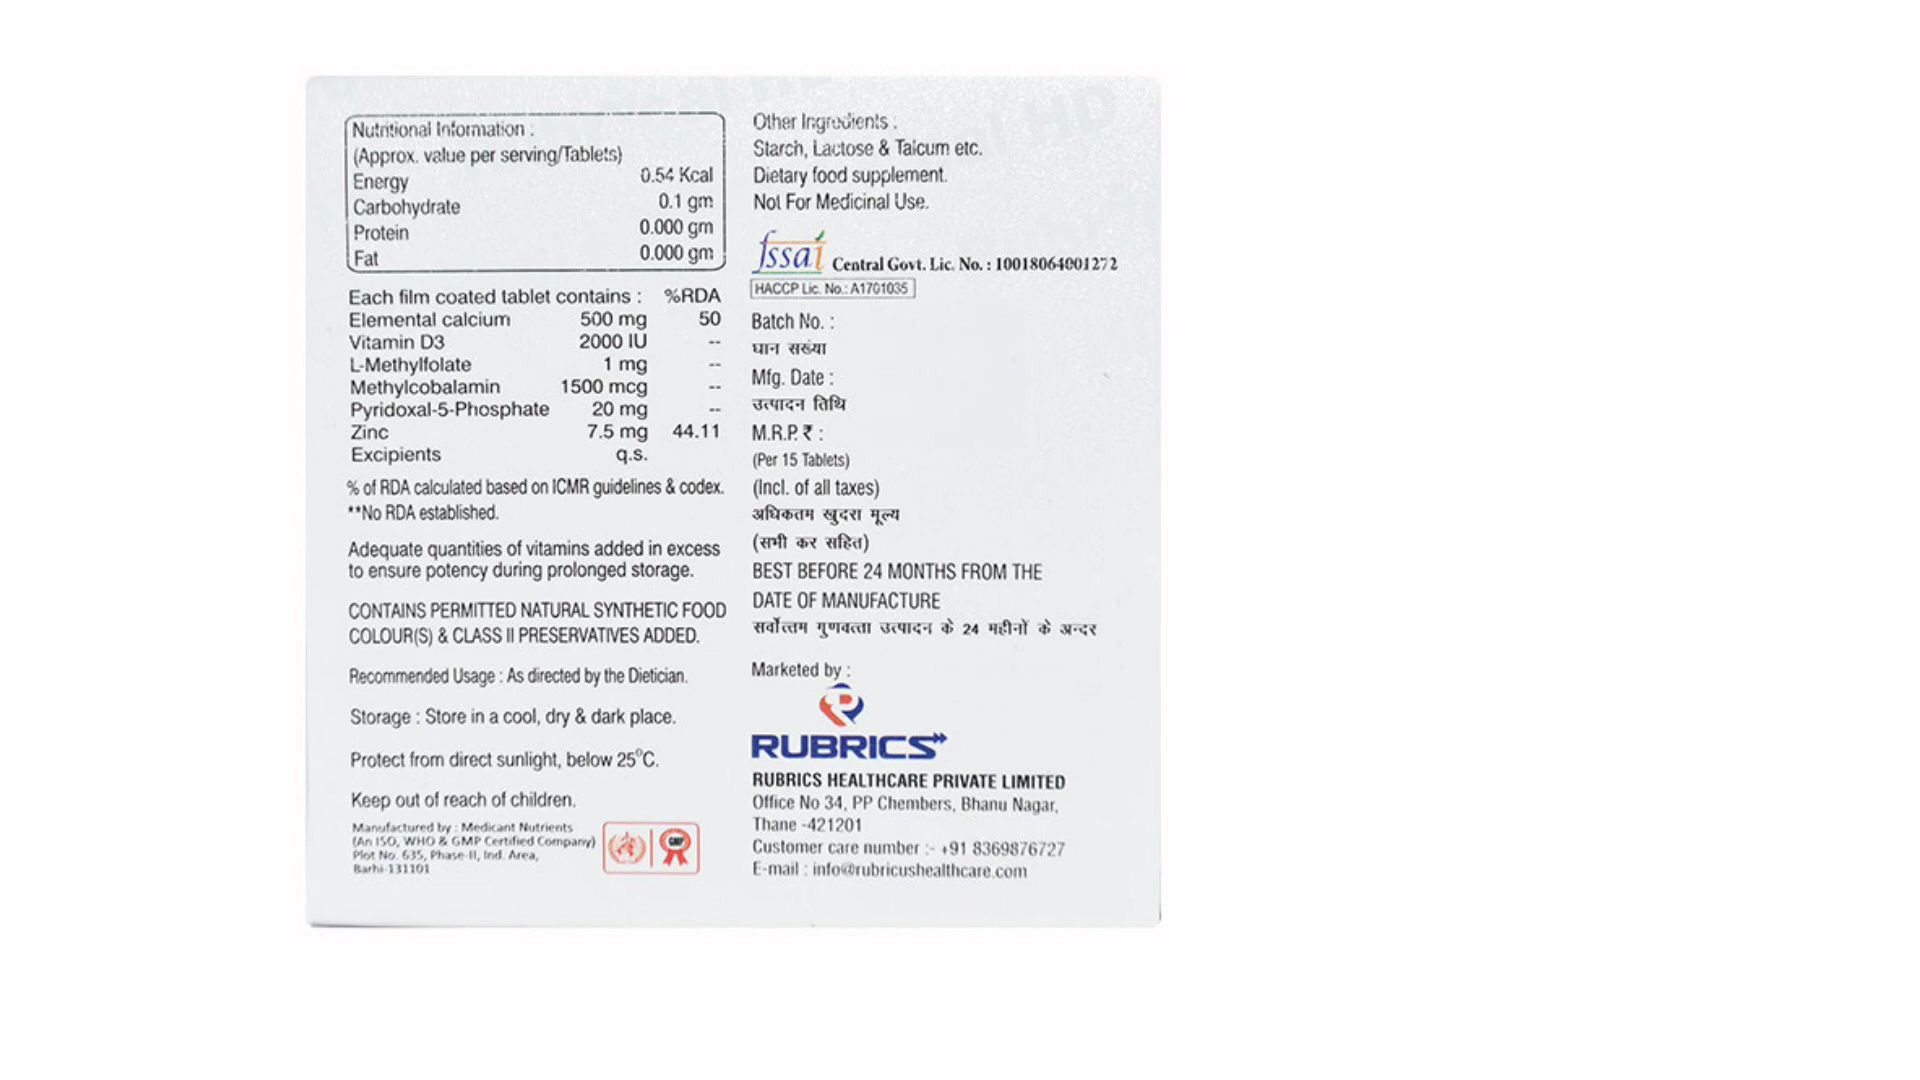 Nutritional Information :
(Approx. value per serving/Tablets)
Energy 0.54 Kcal
Carbohydrate 0.1 gm
Protein 0.000 gm
Fat 0.000 gm
Each film coated tablet contains : %RDA
Elemental calcium 500 mg 50
Vitamin D3 2000 IU --
L-Methylfolate 1 mg --
Methylcobalamin 1500 mcg --
Pyridoxal-5-Phosphate 20 mg --
Zinc 7.5 mg 44.11
Excipients q.s.
% of RDA calculated based on ICMR guidelines & codex.
**No RDA established.
Adequate quantities of vitamins added in excess
to ensure potency during prolonged storage.
CONTAINS PERMITTED NATURAL SYNTHETIC FOOD
COLOUR(S) & CLASS II PRESERVATIVES ADDED.
Recommended Usage : As directed by the Dietician.
Storage : Store in a cool, dry & dark place.
Protect from direct sunlight, below 25°C.
Keep out of reach of children.
Manufactured by : Medicant Nutrients
(An ISO, WHO & GMP Certified Company)
Plot No. 635, Phase-II, Ind. Area,
Barhi-131101
GMP
Other Ingredients :
Starch, Lactose & Talcum etc.
Dietary food supplement.
Not For Medicinal Use.
fssai Central Govt. Lic. No. : 10018064001272
HACCP Lic. No.: A1701035
Batch No. :
घान सख्ंया
Mfg. Date :
उत्पादन तिथि
M.R.P. ₹ :
(Per 15 Tablets)
(Incl. of all taxes)
अधिकतम खुदरा मूल्य
(सभी कर सहित)
BEST BEFORE 24 MONTHS FROM THE
DATE OF MANUFACTURE
सर्वोत्तम गुणवत्ता उत्पादन के 24 महीनों के अन्दर
Marketed by :
RUBRICS
RUBRICS HEALTHCARE PRIVATE LIMITED
Office No 34, PP Chembers, Bhanu Nagar,
Thane -421201
Customer care number :- +91 8369876727
E-mail : info@rubricushealthcare.com